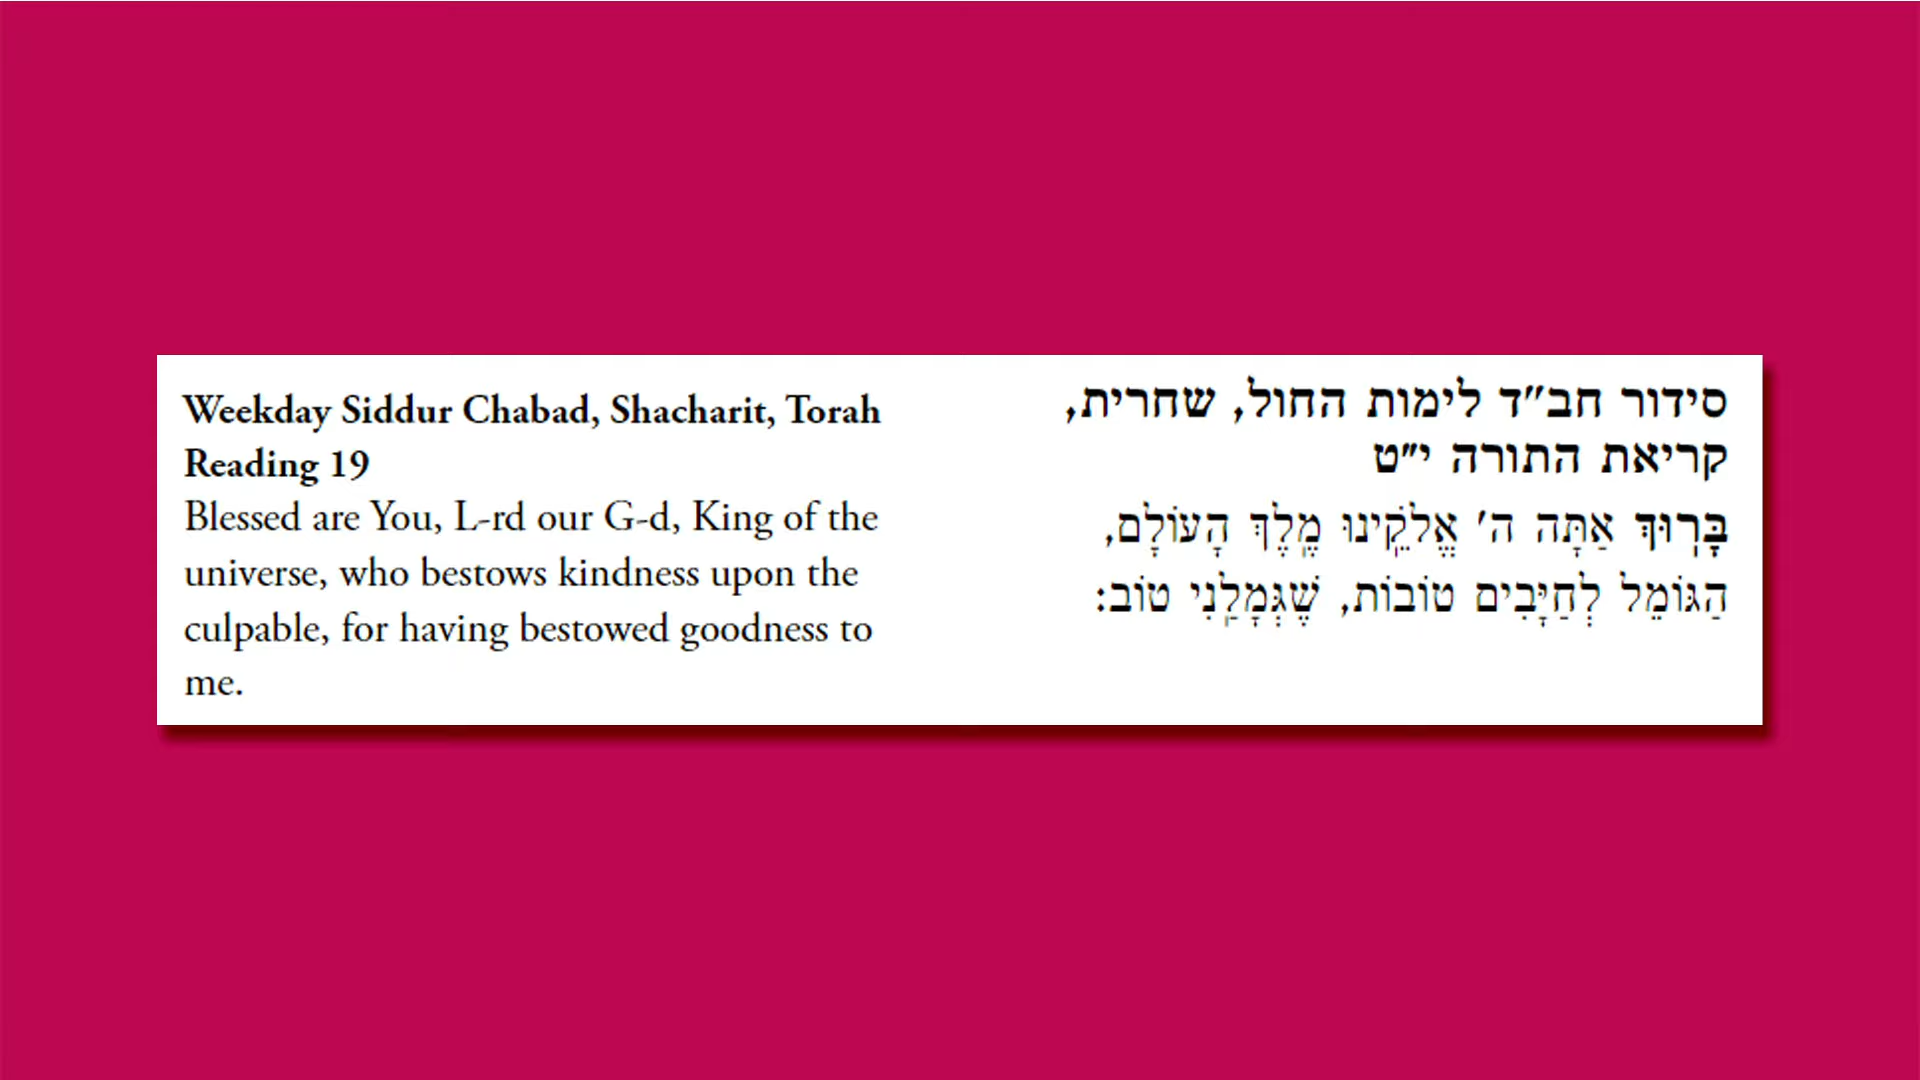 Weekday Siddur Chabad, Shacharit, Torah
Reading 19
Blessed are You, L-rd our G-d, King of the
universe, who bestows kindness upon the
culpable, for having bestowed goodness to
me.
סידור חב״ד לימות החול, שחרית,
קריאת התורה י״ט
בָּרְוּךְ אַתָּה ה׳ אֱלֹקֵֽינוּ מֶֽלֶךְ הָעוֹלָם,
הַגּוֹמֵל לְחַיָּבִים טוֹבוֹת, שֶׁגְּמָלַֽנִי טוֹב: